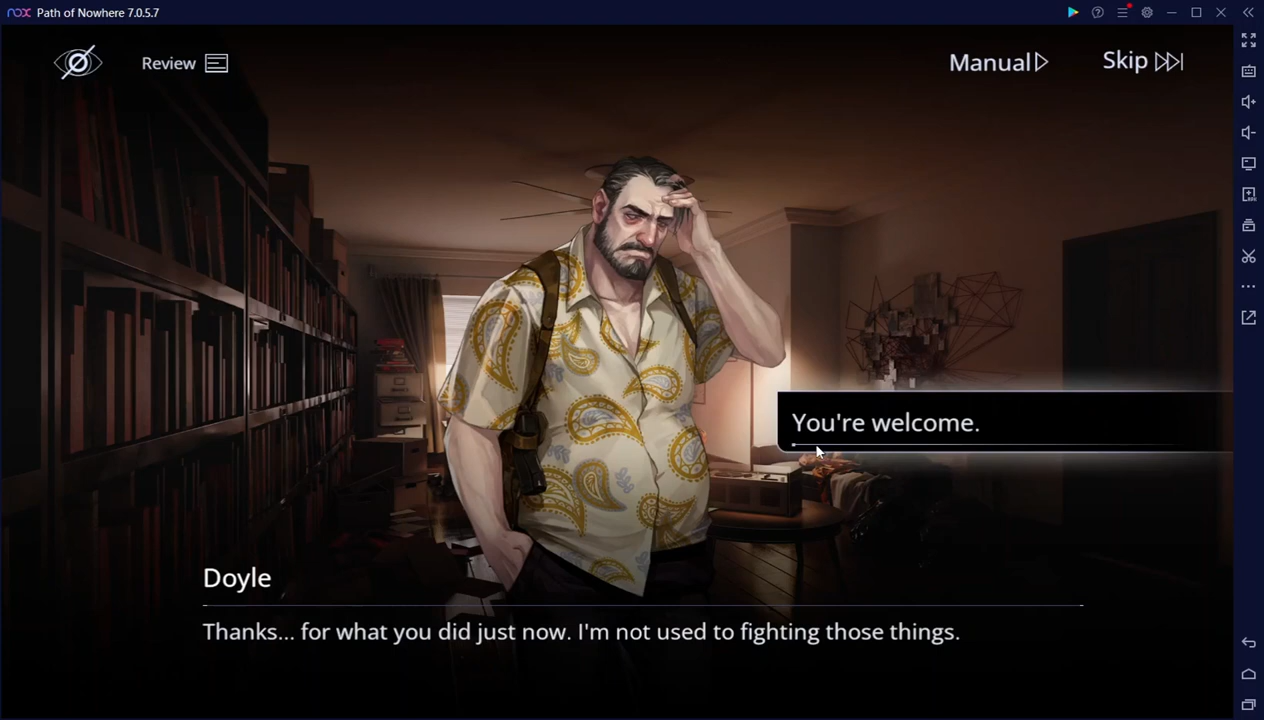 nox Path of Nowhere 7.0.5.7
Review
Manual
Skip
You're welcome.
Doyle
Thanks... for what you did just now. I'm not used to fighting those things.